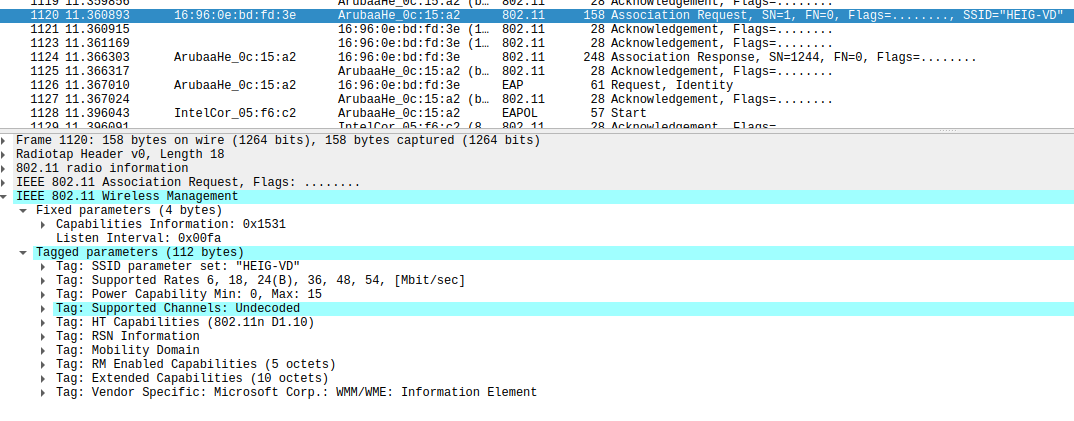 1119 11.359856 ArubaaHe_0c:15:a2 (b… 802.11 28 Acknowledgement, Flags=........
1120 11.360893 16:96:0e:bd:fd:3e ArubaaHe_0c:15:a2 802.11 158 Association Request, SN=1, FN=0, Flags=........, SSID="HEIG-VD"
1121 11.360915 16:96:0e:bd:fd:3e (1… 802.11 28 Acknowledgement, Flags=........
1123 11.361169 16:96:0e:bd:fd:3e (1… 802.11 28 Acknowledgement, Flags=........
1124 11.366303 ArubaaHe_0c:15:a2 16:96:0e:bd:fd:3e 802.11 248 Association Response, SN=1244, FN=0, Flags=........
1125 11.366317 ArubaaHe_0c:15:a2 (b… 802.11 28 Acknowledgement, Flags=........
1126 11.367010 ArubaaHe_0c:15:a2 16:96:0e:bd:fd:3e EAP 61 Request, Identity
1127 11.367024 ArubaaHe_0c:15:a2 (b… 802.11 28 Acknowledgement, Flags=........
1128 11.396043 IntelCor_05:f6:c2 ArubaaHe_0c:15:a2 EAPOL 57 Start
1129 11.396091 IntelCor_05:f6:c2 (8… 802.11 28 Acknowledgement, Flags=
Frame 1120: 158 bytes on wire (1264 bits), 158 bytes captured (1264 bits)
Radiotap Header v0, Length 18
802.11 radio information
IEEE 802.11 Association Request, Flags: ........
IEEE 802.11 Wireless Management
Fixed parameters (4 bytes)
Capabilities Information: 0x1531
Listen Interval: 0x00fa
Tagged parameters (112 bytes)
Tag: SSID parameter set: "HEIG-VD"
Tag: Supported Rates 6, 18, 24(B), 36, 48, 54, [Mbit/sec]
Tag: Power Capability Min: 0, Max: 15
Tag: Supported Channels: Undecoded
Tag: HT Capabilities (802.11n D1.10)
Tag: RSN Information
Tag: Mobility Domain
Tag: RM Enabled Capabilities (5 octets)
Tag: Extended Capabilities (10 octets)
Tag: Vendor Specific: Microsoft Corp.: WMM/WME: Information Element